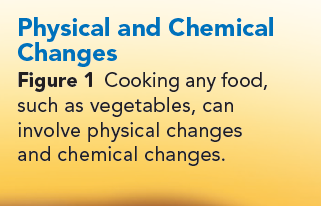 Physical and Chemical
Changes
Figure 1 Cooking any food,
such as vegetables, can
involve physical changes
and chemical changes.